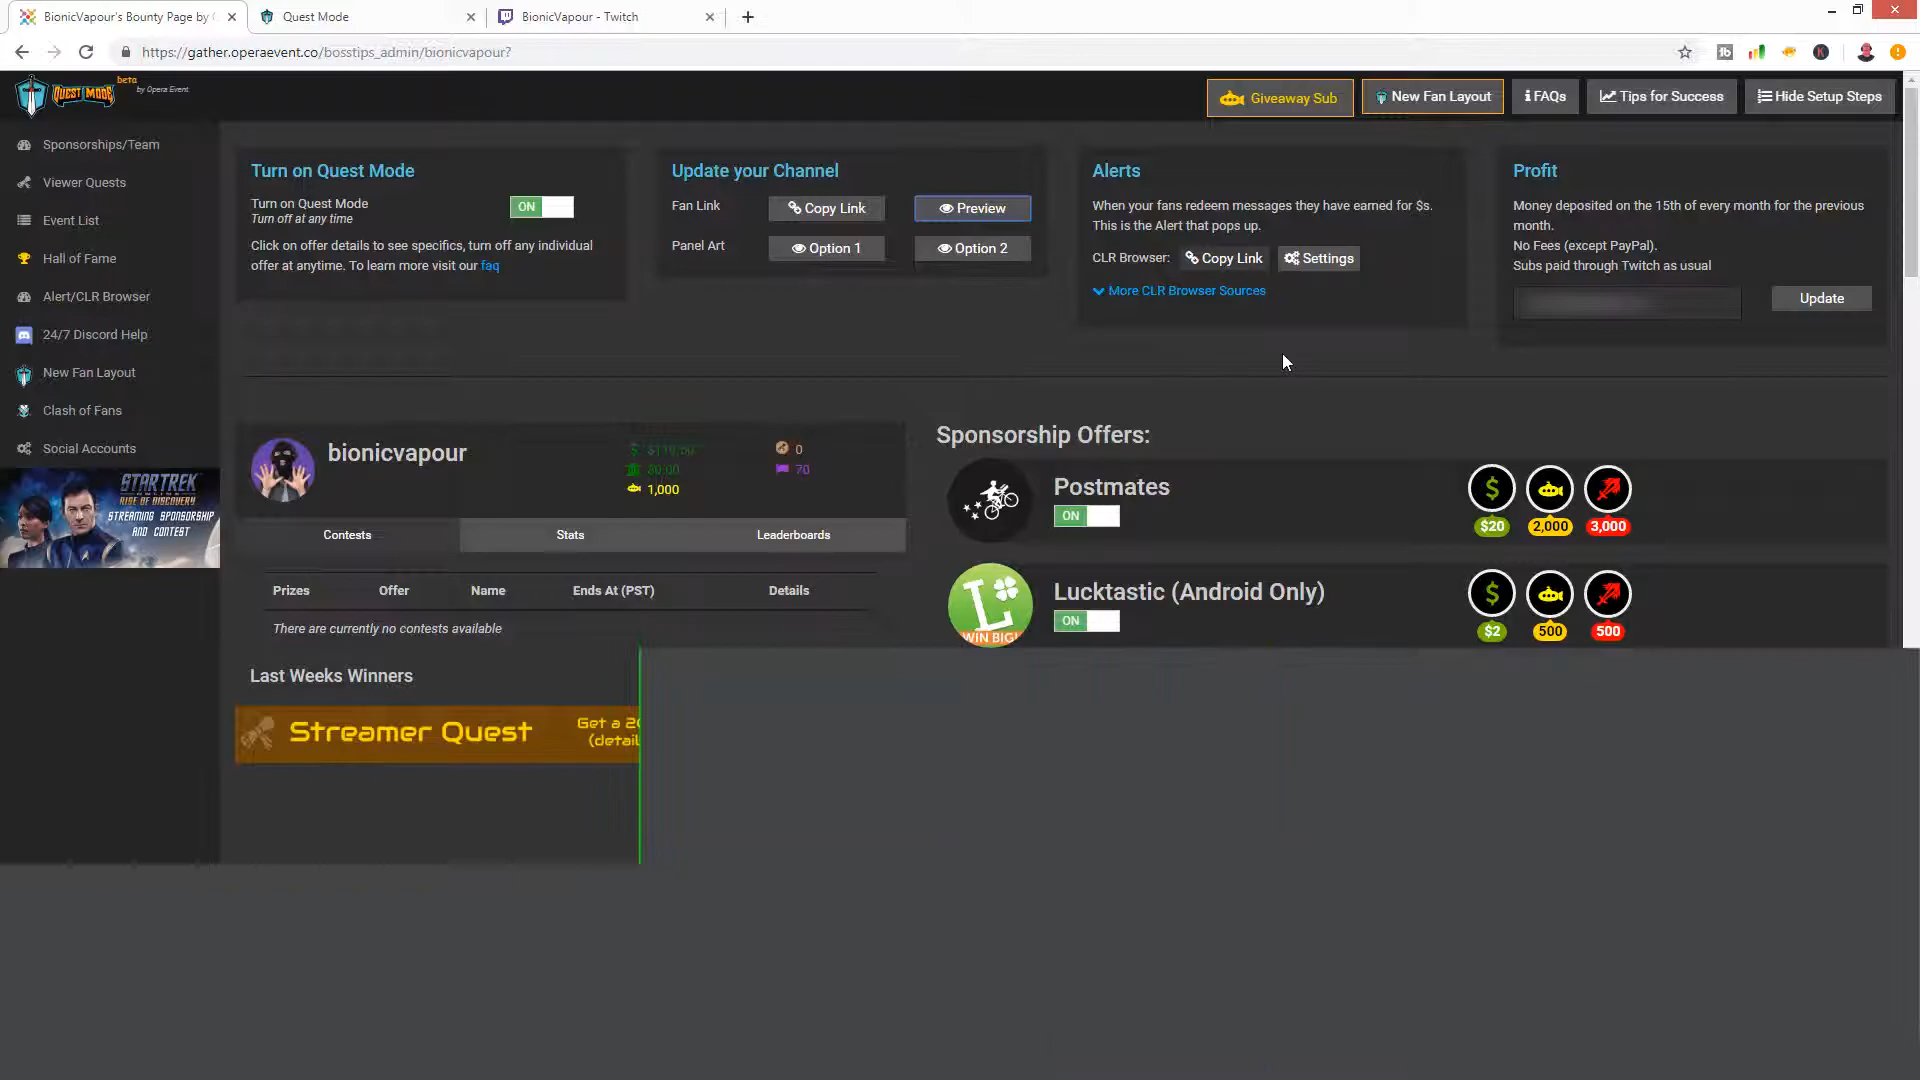 BionicVapour's Bounty Page by
Quest Mode
BionicVapour - Twitch
https://gather.operaevent.co/bosstips_admin/bionicvapour?
QUEST MODE
beta
by Opera Event
Giveaway Sub
New Fan Layout
FAQs
Tips for Success
Hide Setup Steps
Sponsorships/Team
Viewer Quests
Event List
Hall of Fame
Alert/CLR Browser
24/7 Discord Help
New Fan Layout
Clash of Fans
Social Accounts
STAR TREK
ONLINE
RISE OF DISCOVERY
STREAMING SPONSORSHIP
AND CONTEST
Turn on Quest Mode
Turn on Quest Mode
Turn off at any time
ON
Click on offer details to see specifics, turn off any individual
offer at anytime. To learn more visit our faq
Update your Channel
Fan Link
Copy Link
Preview
Panel Art
Option 1
Option 2
Alerts
When your fans redeem messages they have earned for $s.
This is the Alert that pops up.
CLR Browser:
Copy Link
Settings
More CLR Browser Sources
Profit
Money deposited on the 15th of every month for the previous
month.
No Fees (except PayPal).
Subs paid through Twitch as usual
Update
bionicvapour
0
70
1,000
Contests
Stats
Leaderboards
Prizes
Offer
Name
Ends At (PST)
Details
There are currently no contests available
Last Weeks Winners
Streamer Quest
Get a
Sponsorship Offers:
Postmates
ON
$20
2,000
3,000
Lucktastic (Android Only)
ON
L
WIN BIG!
$2
500
500